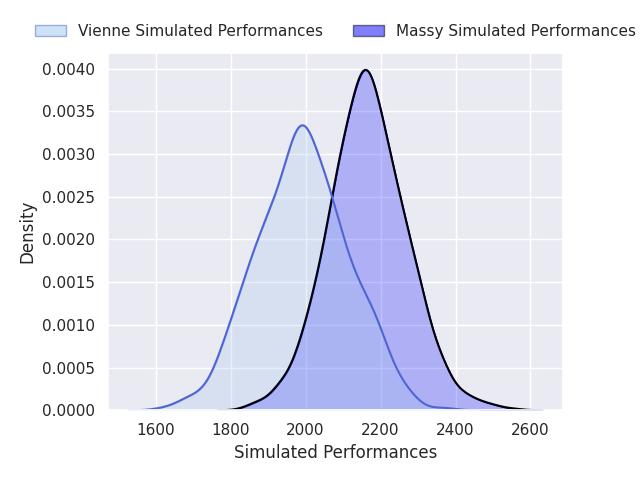 Vienne Simulated Performances Massy Simulated Performances
0.0040
0.0035
0.0030
0.0025
0.0020
0.0015
0.0010
0.0005
0.0000
Density
1600 1800 2000 2200 2400 2600
Simulated Performances